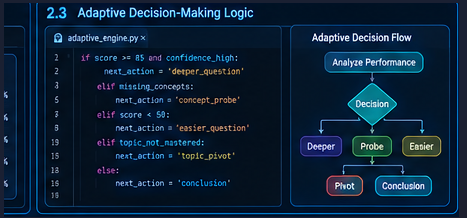 2.3 Adaptive Decision-Making Logic
adaptive_engine.py ×
if score >= 85 and confidence_high:
next_action = 'deeper_question'
elif missing_concepts:
next_action = 'concept_probe'
elif score < 50:
next_action = 'easier_question'
elif topic_not_mastered:
next_action = 'topic_pivot'
else:
next_action = 'conclusion'
Adaptive Decision Flow
Analyze Performance
Decision
Deeper
Probe
Easier
Pivot
Conclusion
%
%
%